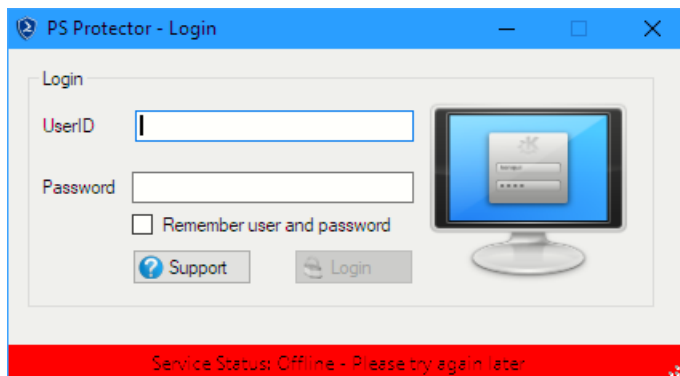 PS Protector - Login
Login
UserID
Password
Remember user and password
Support
Login
Service Status: Offline - Please try again later